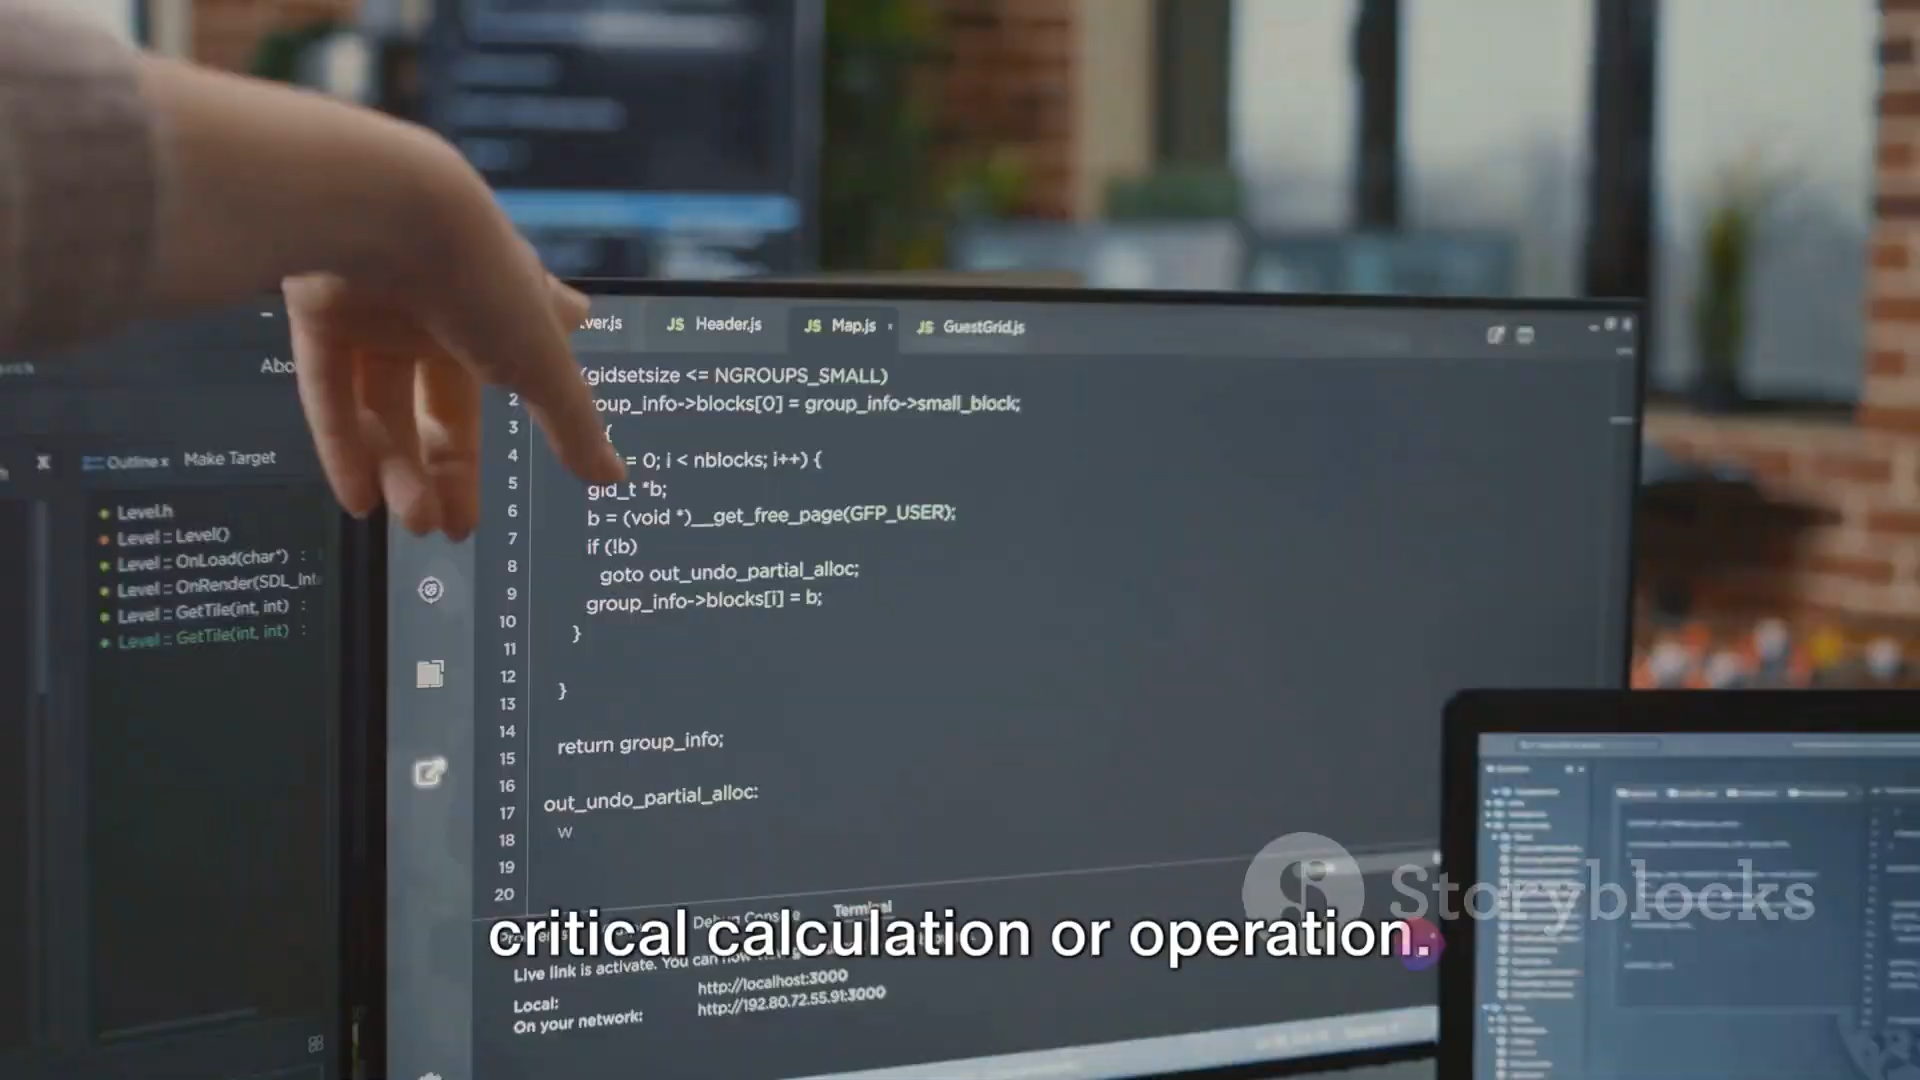 ver.js JS Header.js JS Map.js × JS GuestGrid.js
Abo
(gidsetsize <= NGROUPS_SMALL)
2 roup_info->blocks[0] = group_info->small_block;
3 {
4 = 0; i < nblocks; i++) {
5 gid_t *b;
6 b = (void *)__get_free_page(GFP_USER);
7 if (!b)
8 goto out_undo_partial_alloc;
9 group_info->blocks[i] = b;
10 }
11
12 }
13
14 return group_info;
15
16 out_undo_partial_alloc:
17
18 w
19
20
X Outline x Make Target
Level.h
Level :: Level()
Level :: OnLoad(char*) :
Level :: OnRender(SDL_Int
Level :: GetTile(int, int) :
Level :: GetTile(int, int) :
Storyblocks
Terminal
critical calculation or operation.
Live link is activate. You can now
Local: http://localhost:3000
On your network: http://192.80.72.55.91:3000